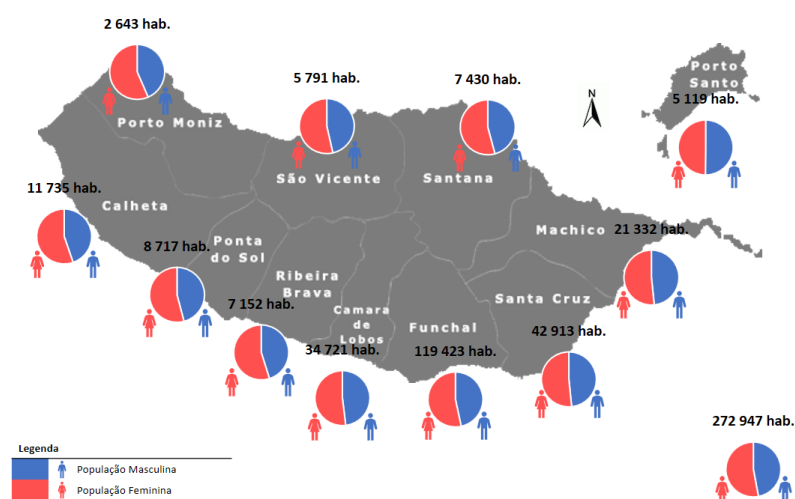 2 643 hab.
5 791 hab.
7 430 hab.
N
Porto
Santo
5 119 hab.
Porto Moniz
São Vicente
Santana
11 735 hab.
Calheta
Machico
21 332 hab.
8 717 hab.
Ponta
do Sol
Ribeira
Brava
7 152 hab.
Santa Cruz
Camara
de
Lobos
Funchal
42 913 hab.
34 721 hab.
119 423 hab.
272 947 hab.
Legenda
População Masculina
População Feminina